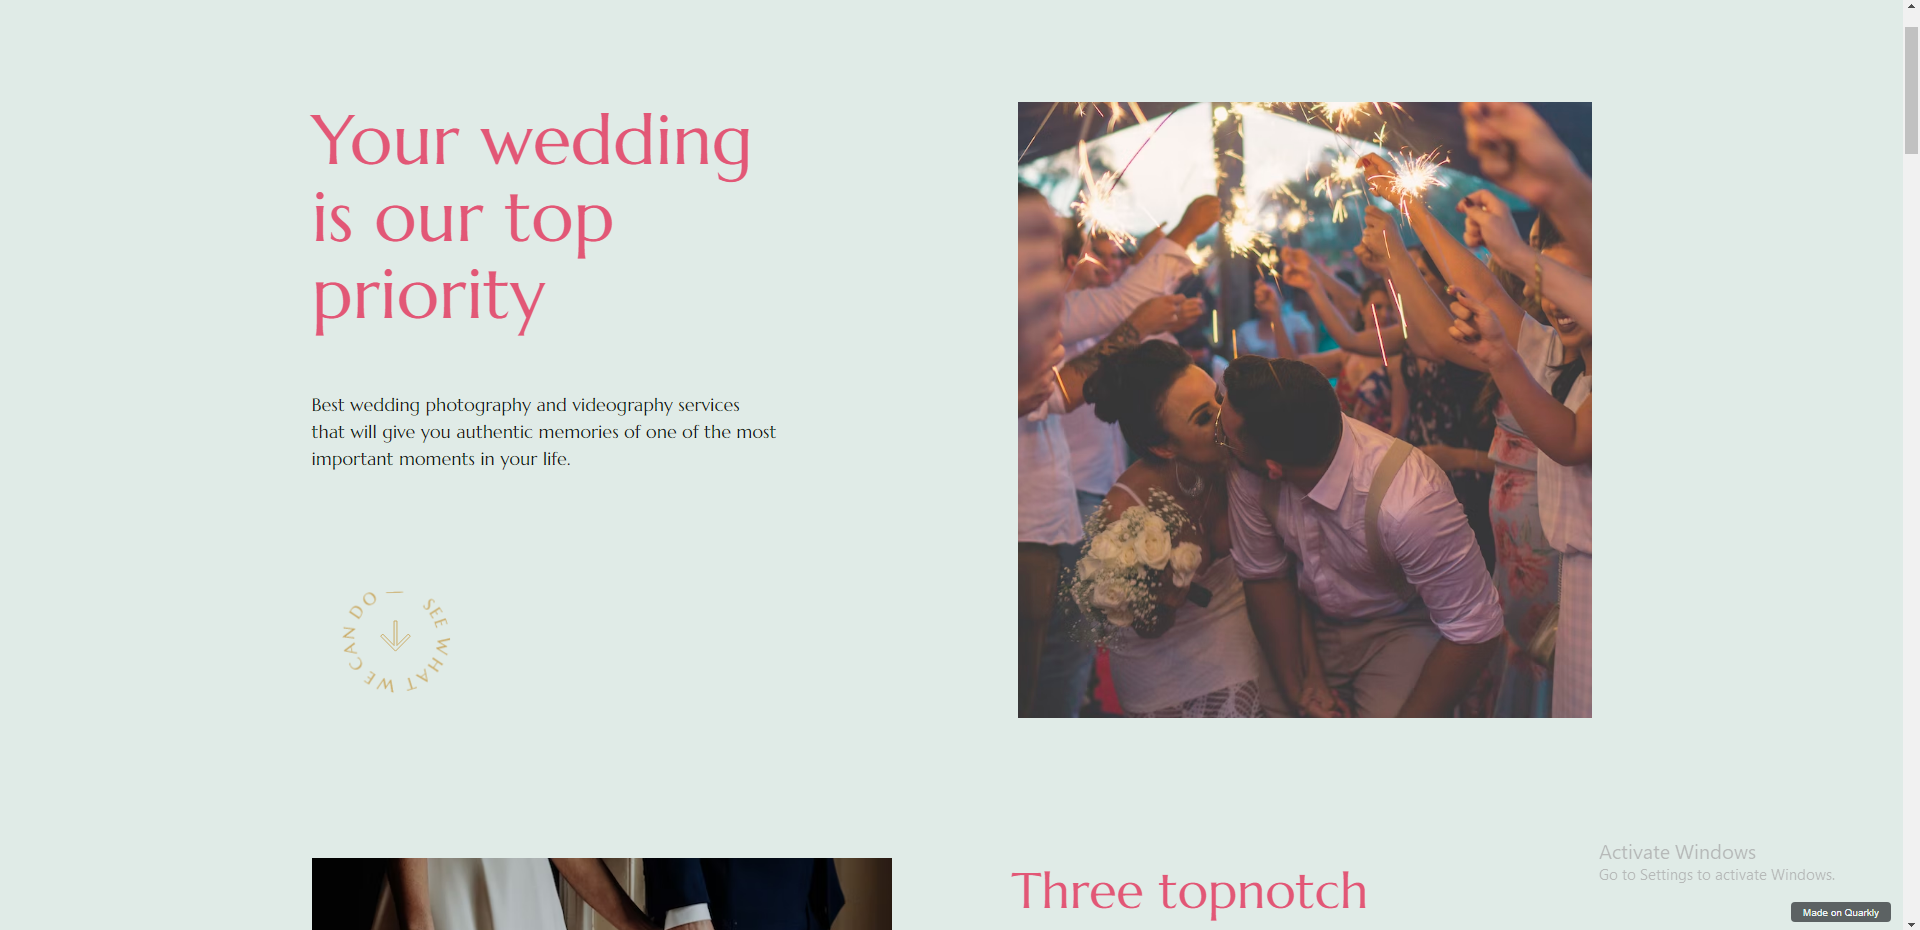 Your wedding
is our top
priority
Best wedding photography and videography services
that will give you authentic memories of one of the most
important moments in your life.
SEE WHAT WE CAN DO —
Three topnotch
Activate Windows
Go to Settings to activate Windows.
Made on Quarkly